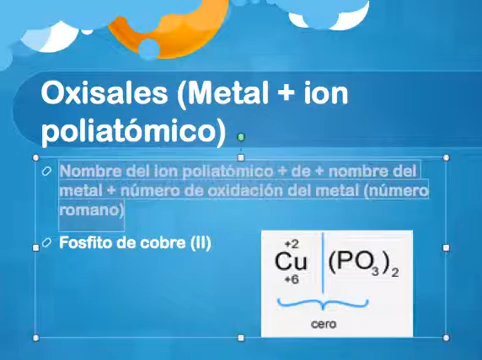 Oxisales (Metal + ion
poliatómico)
Nombre del ion poliatómico + de + nombre del
metal + número de oxidación del metal (número
romano)
Fosfito de cobre (II)
+2
Cu (PO3)2
+6
cero